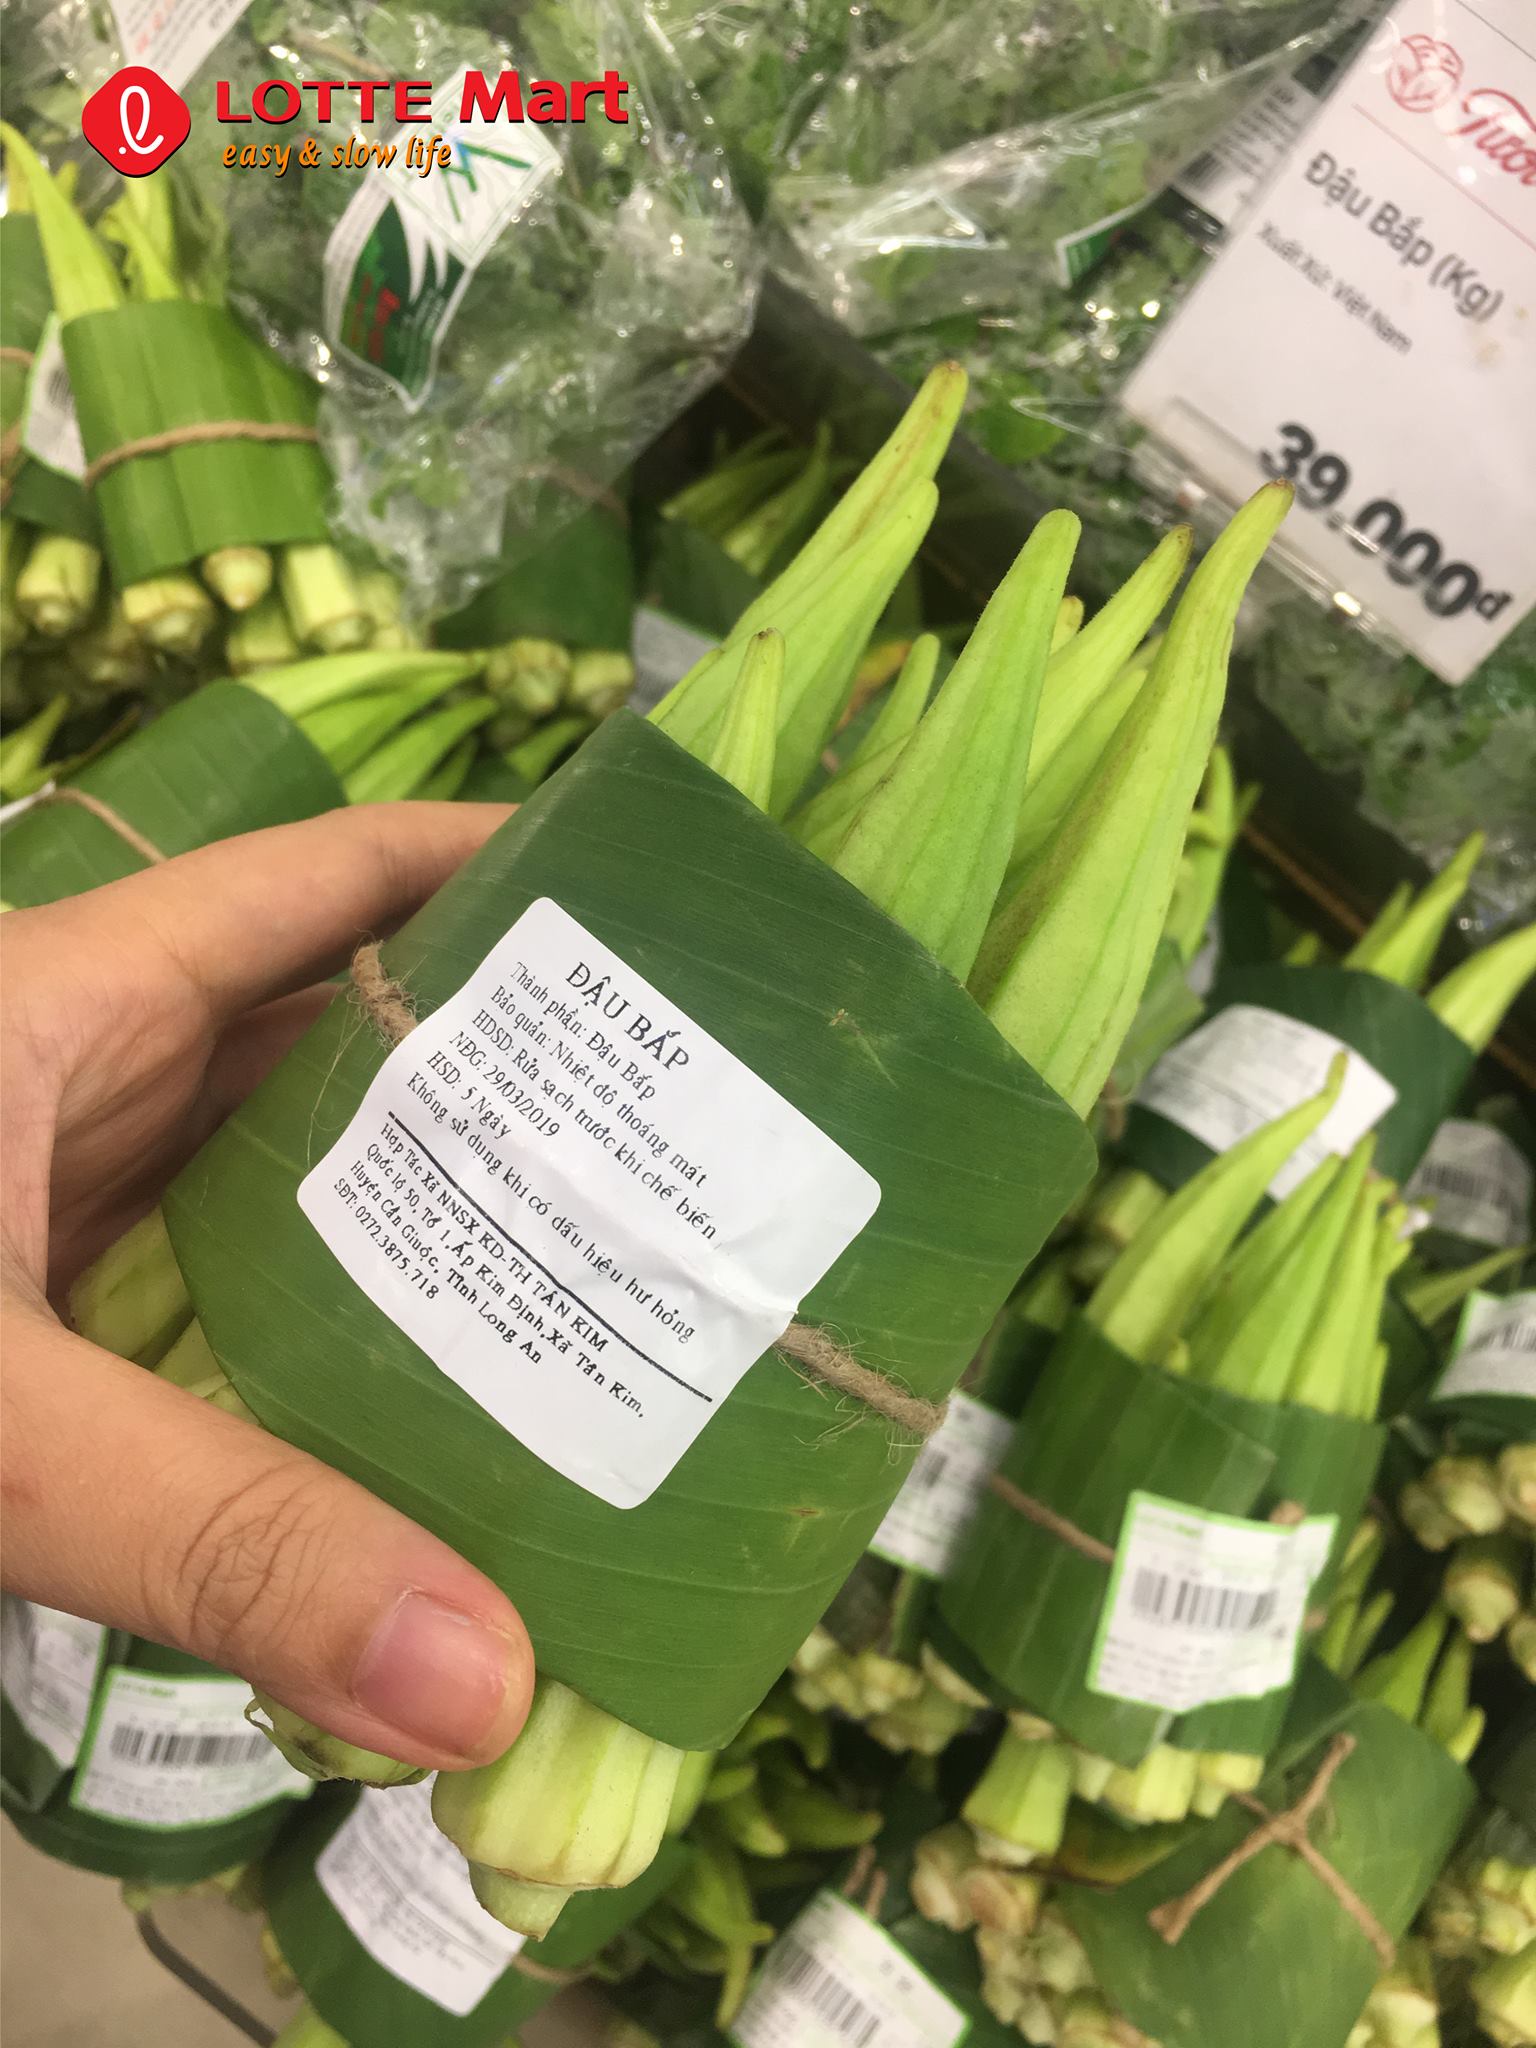 LOTTE Mart
easy & slow life
Tươi
Đậu Bắp (Kg)
Xuất Xứ: Việt Nam
39.000đ
ĐẬU BẮP
Thành phần: Đậu Bắp
Bảo quản: Nhiệt độ thoáng mát
HDSD: Rửa sạch trước khi chế biến
NĐG: 29/03/2019
HSD: 5 Ngày
Không sử dụng khi có dấu hiệu hư hỏng
Hợp Tác Xã NNSX KD-TH TÂN KIM
Quốc lộ 50, Tổ 1, Ấp Kim Định, Xã Tân Kim,
Huyện Cần Giuộc, Tỉnh Long An
SĐT: 0272.3875.718